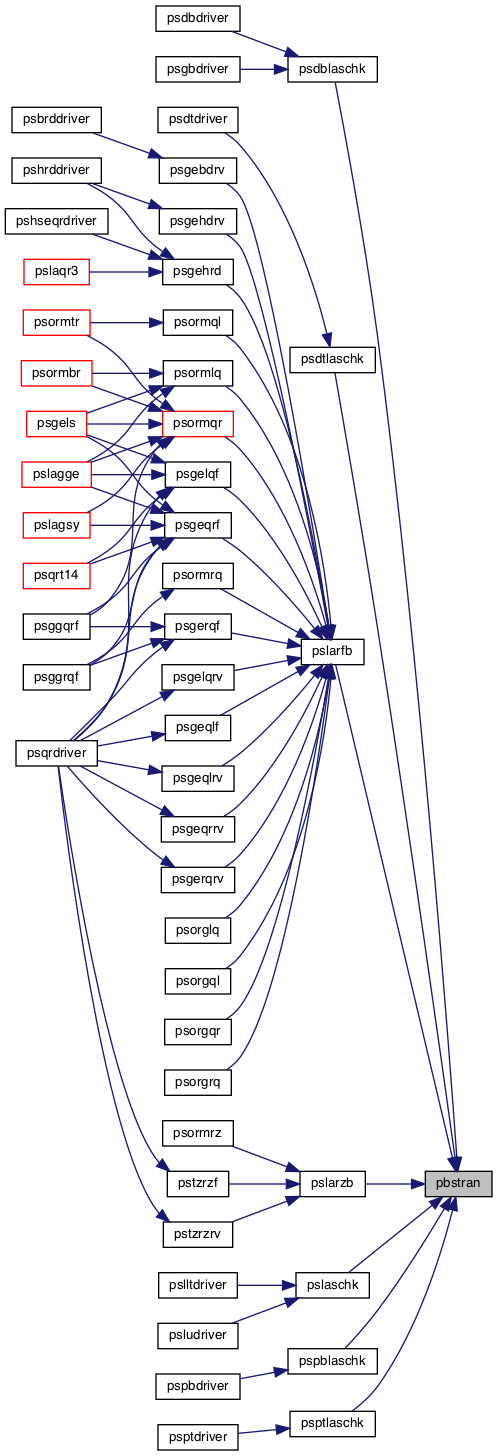 psdbdriver
psgbdriver
psdblaschk
psbrddriver
psdtdriver
pshrddriver
psgebdrv
pshseqrdriver
psgehdrv
pslaqr3
psgehrd
psormtr
psormql
psdtlaschk
psormbr
psormlq
psgels
psormqr
pslagge
psgelqf
pslagsy
psgeqrf
psqrt14
psormrq
psggqrf
psgerqf
pslarfb
psggrqf
psgelqrv
psgeqlf
psqrdriver
psgeqlrv
psgeqrrv
psgerqrv
psorglq
psorgql
psorgqr
psorgrq
psormrz
pstzrzf
pslarzb
pbstran
pstzrzrv
pslltdriver
pslaschk
psludriver
pspblaschk
pspbdriver
psptlaschk
psptdriver